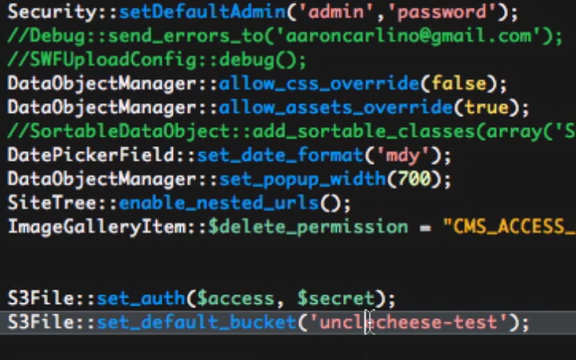 Security::setDefaultAdmin('admin','password');
//Debug::send_errors_to('aaroncarlino@gmail.com');
//SWFUploadConfig::debug();
DataObjectManager::allow_css_override(false);
DataObjectManager::allow_assets_override(true);
//SortableDataObject::add_sortable_classes(array('S
DatePickerField::set_date_format('mdy');
DataObjectManager::set_popup_width(700);
SiteTree::enable_nested_urls();
ImageGalleryItem::$delete_permission = "CMS_ACCESS_
S3File::set_auth($access, $secret);
S3File::set_default_bucket('unclecheese-test');